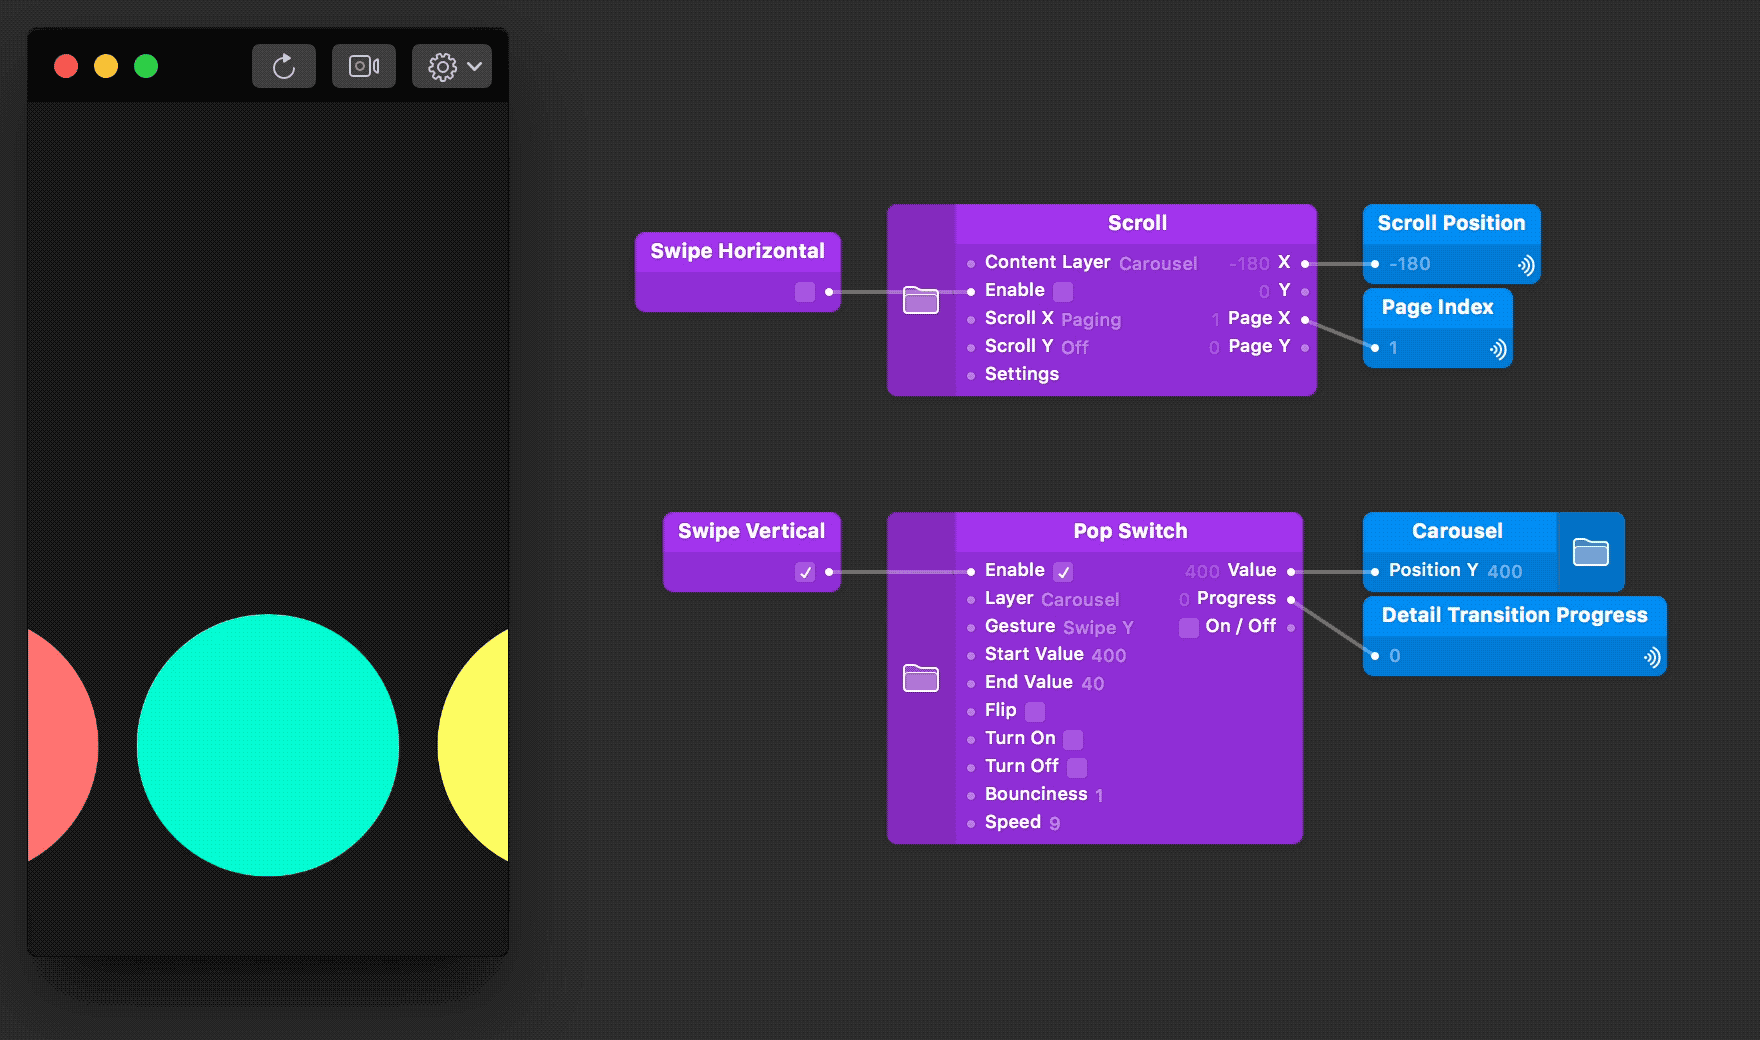 Swipe Horizontal
Scroll
Content Layer Carousel -180 X
Enable 0 Y
Scroll X Paging 1 Page X
Scroll Y Off 0 Page Y
Settings
Scroll Position
-180
Page Index
1
Swipe Vertical
Pop Switch
Enable 400 Value
Layer Carousel 0 Progress
Gesture Swipe Y On / Off
Start Value 400
End Value 40
Flip
Turn On
Turn Off
Bounciness 1
Speed 9
Carousel
Position Y 400
Detail Transition Progress
0